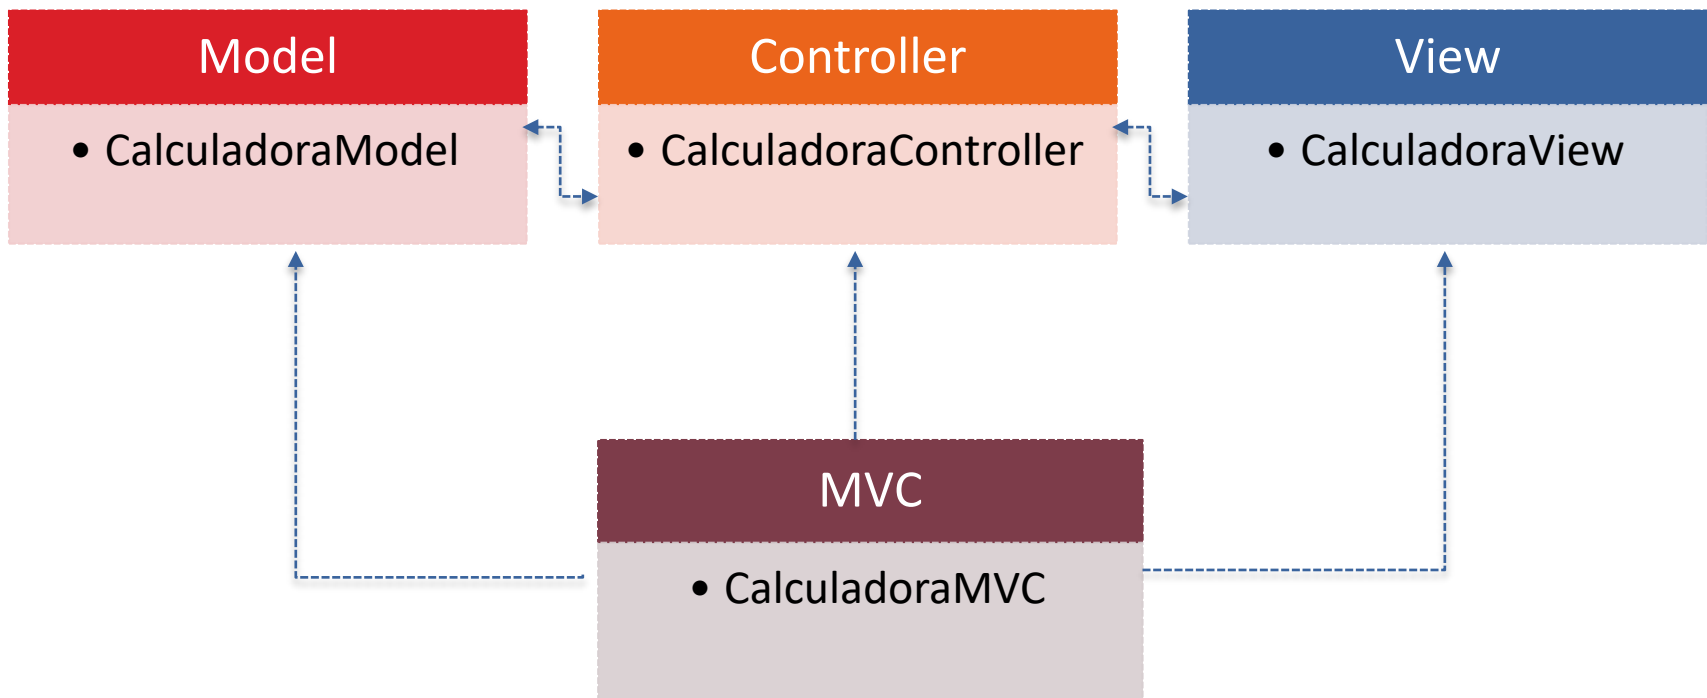 Model
• CalculadoraModel
Controller
• CalculadoraController
View
• CalculadoraView
MVC
• CalculadoraMVC